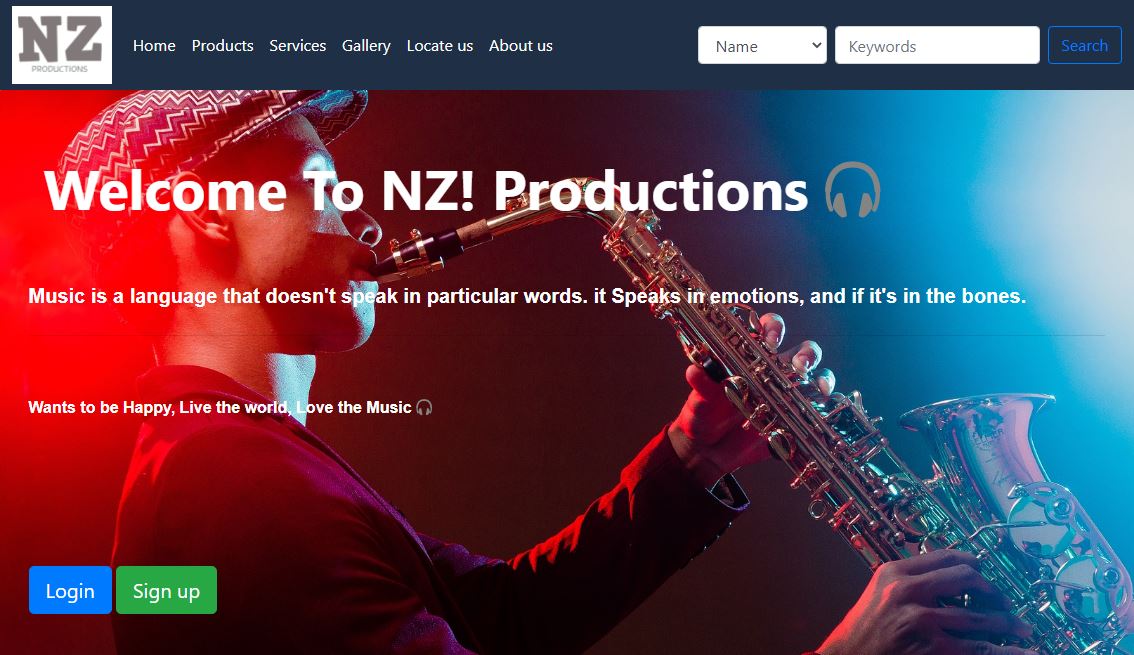 NZ
PRODUCTIONS
Home Products Services Gallery Locate us About us
Name Keywords Search
Welcome To NZ! Productions
Music is a language that doesn't speak in particular words. it Speaks in emotions, and if it's in the bones.
Wants to be Happy, Live the world, Love the Music
Login Sign up